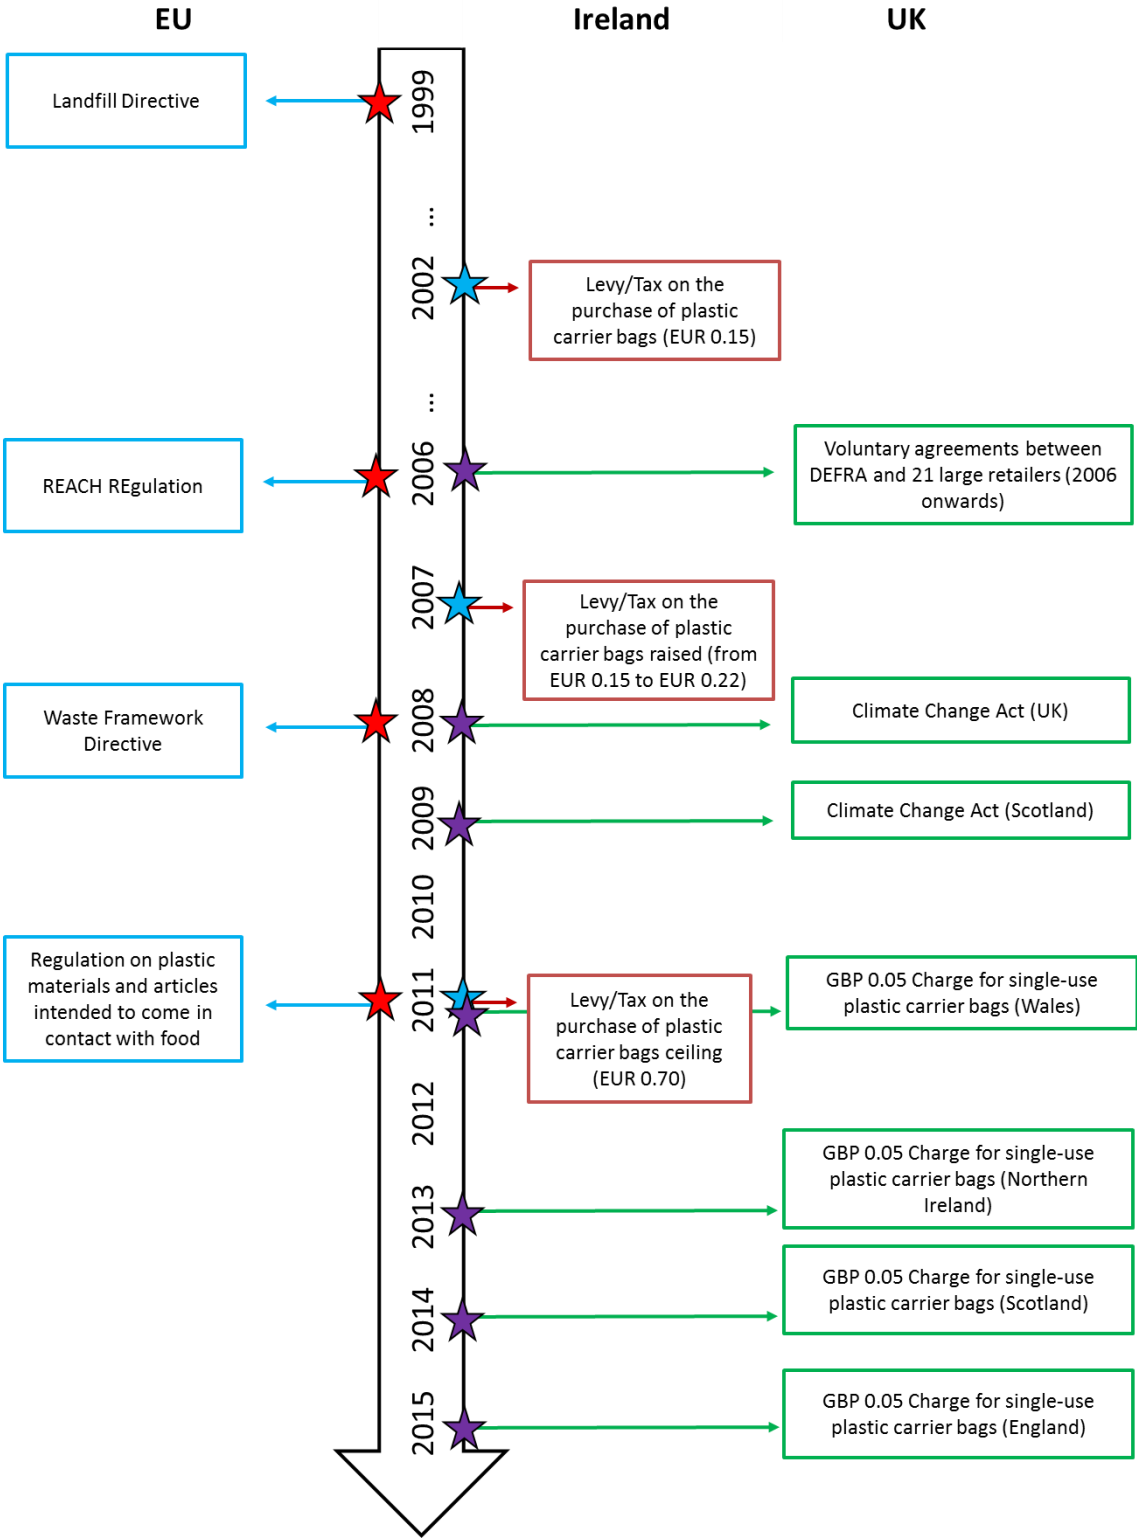 EU
Ireland
UK
Landfill Directive
1999
...
2002
Levy/Tax on the
purchase of plastic
carrier bags (EUR 0.15)
...
2006
REACH REgulation
Voluntary agreements between
DEFRA and 21 large retailers (2006
onwards)
2007
Levy/Tax on the
purchase of plastic
carrier bags raised (from
EUR 0.15 to EUR 0.22)
2008
Waste Framework
Directive
Climate Change Act (UK)
2009
Climate Change Act (Scotland)
2010
2011
Regulation on plastic
materials and articles
intended to come in
contact with food
Levy/Tax on the
purchase of plastic
carrier bags ceiling
(EUR 0.70)
GBP 0.05 Charge for single-use
plastic carrier bags (Wales)
2012
2013
GBP 0.05 Charge for single-use
plastic carrier bags (Northern
Ireland)
2014
GBP 0.05 Charge for single-use
plastic carrier bags (Scotland)
2015
GBP 0.05 Charge for single-use
plastic carrier bags (England)